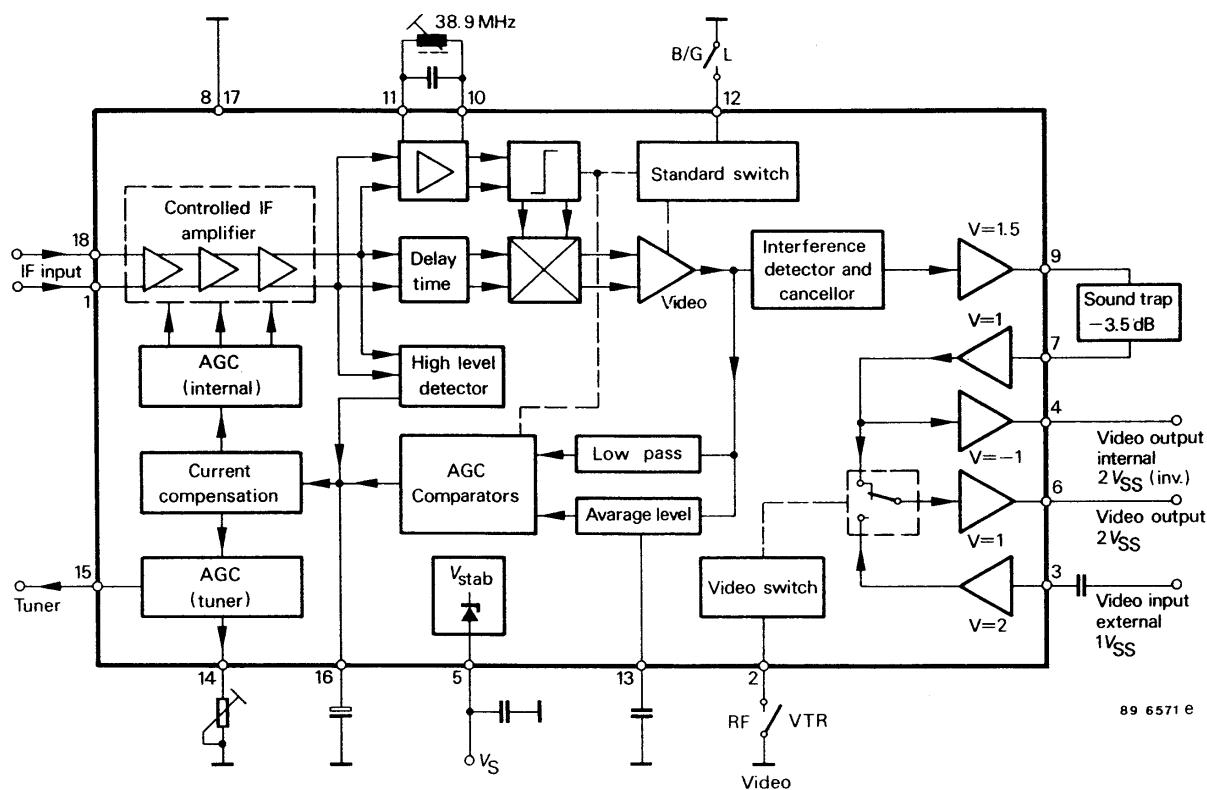 38.9 MHz
B/G L
8 17
11
10
12
Standard switch
Controlled IF
amplifier
18
IF input
1
Delay
time
Video
Interference
detector and
cancellor
V=1.5
9
Sound trap
−3.5 dB
7
V=1
AGC
(internal)
High level
detector
4
V=−1
Video output
internal
2 VSS (inv.)
Current
compensation
AGC
Comparators
Low pass
Avarage level
6
V=1
Video output
2VSS
15
Tuner
AGC
(tuner)
Vstab
Video switch
3
V=2
Video input
external
1VSS
14
16
5
13
2
RF VTR
VS
Video
89 6571 e